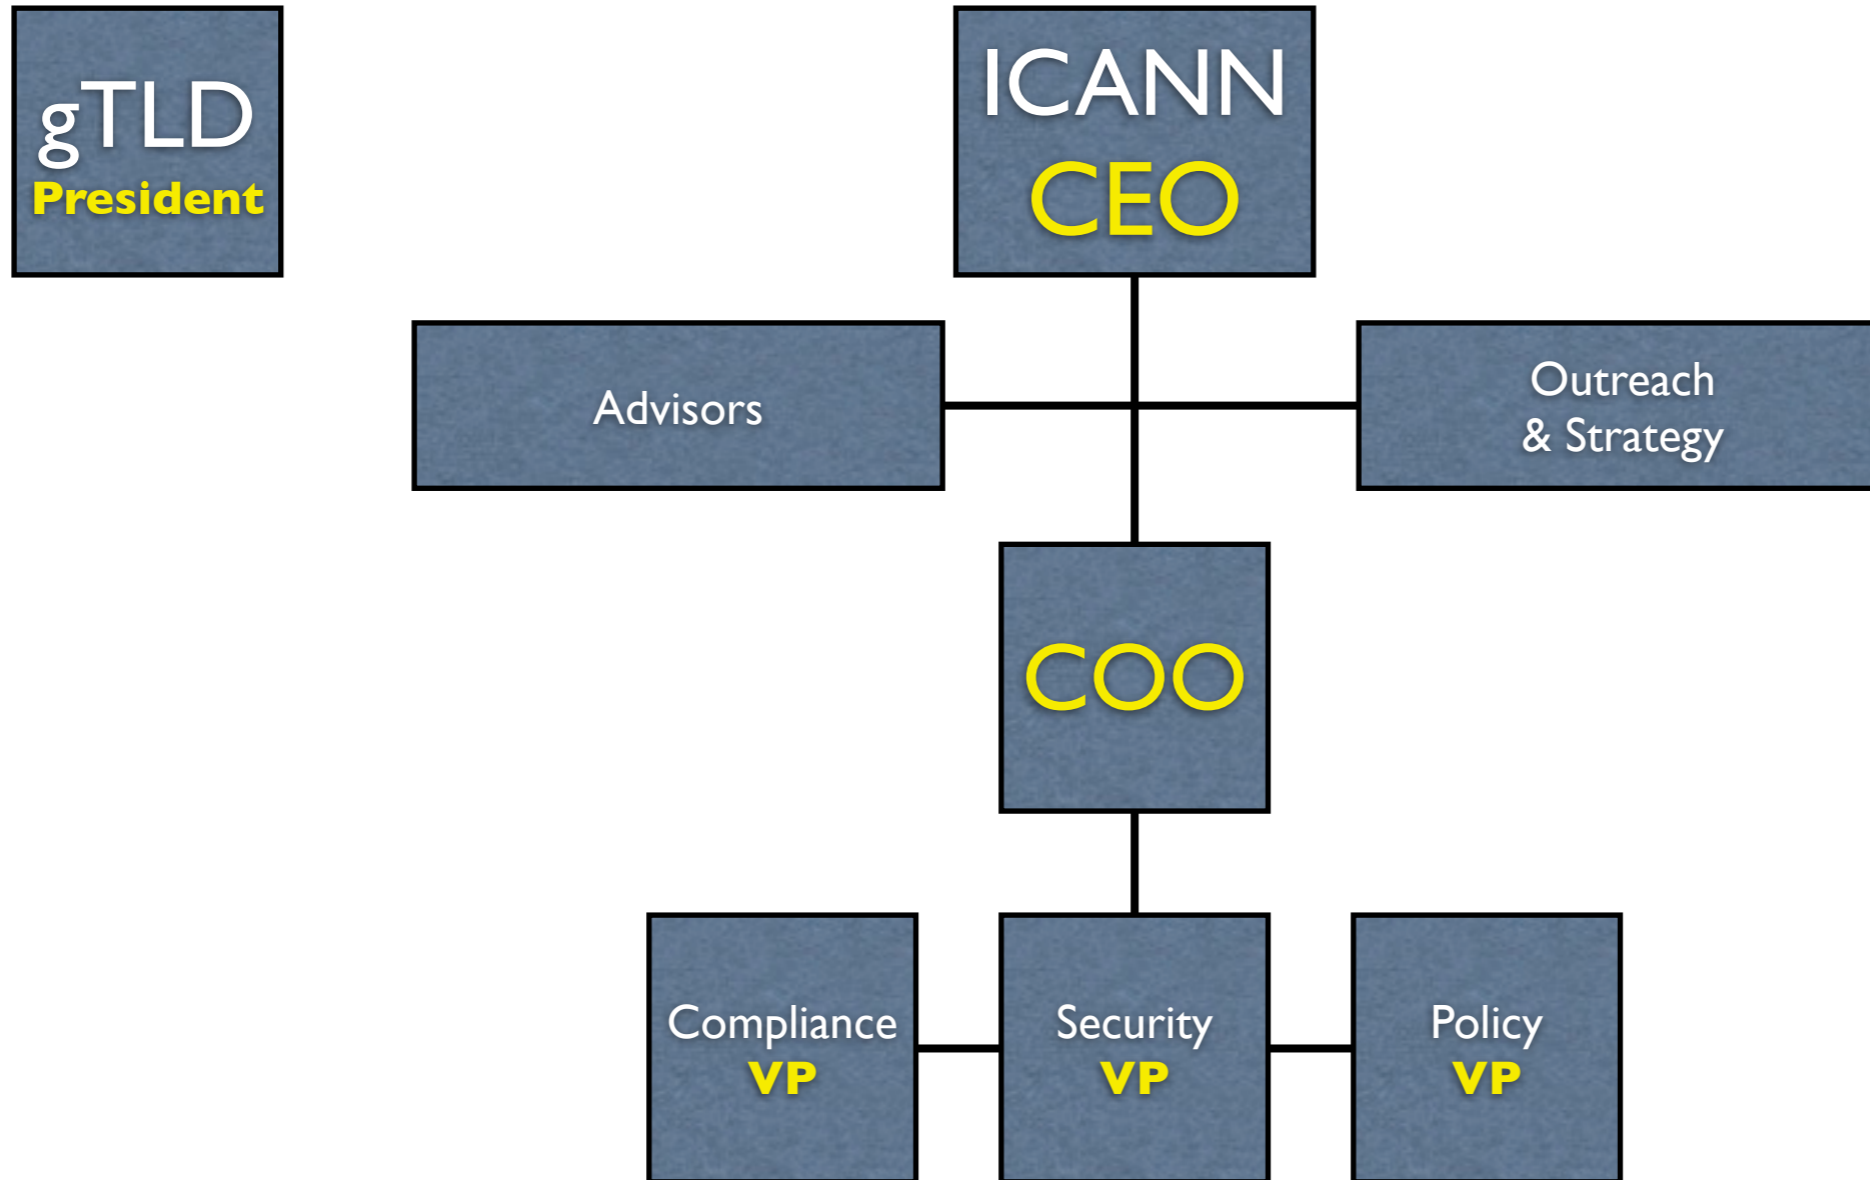 gTLD
President
ICANN
CEO
Advisors
Outreach
& Strategy
COO
Compliance
VP
Security
VP
Policy
VP